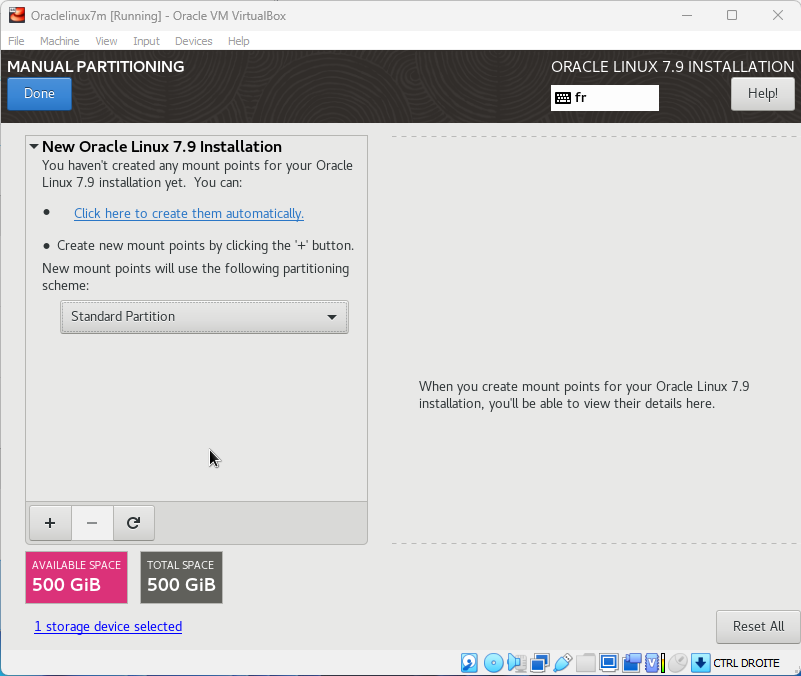 Oraclelinux7m [Running] - Oracle VM VirtualBox
File Machine View Input Devices Help
MANUAL PARTITIONING
ORACLE LINUX 7.9 INSTALLATION
Done
fr
Help!
New Oracle Linux 7.9 Installation
You haven't created any mount points for your Oracle
Linux 7.9 installation yet. You can:
• Click here to create them automatically.
• Create new mount points by clicking the '+' button.
New mount points will use the following partitioning
scheme:
Standard Partition
When you create mount points for your Oracle Linux 7.9
installation, you'll be able to view their details here.
+ −
AVAILABLE SPACE
500 GiB
TOTAL SPACE
500 GiB
1 storage device selected
Reset All
CTRL DROITE